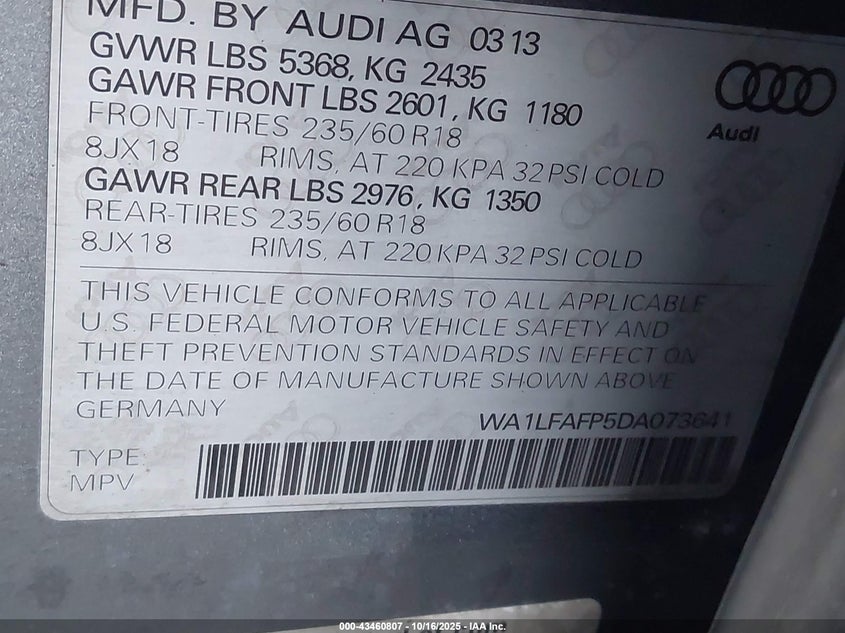 MFD. BY AUDI AG 03 13
GVWR LBS 5368, KG 2435
GAWR FRONT LBS 2601, KG 1180
FRONT-TIRES 235/60 R18
8JX18 RIMS, AT 220 KPA 32 PSI COLD
GAWR REAR LBS 2976, KG 1350
REAR-TIRES 235/60 R18
8JX18 RIMS, AT 220 KPA 32 PSI COLD
Audi
THIS VEHICLE CONFORMS TO ALL APPLICABLE
U.S. FEDERAL MOTOR VEHICLE SAFETY AND
THEFT PREVENTION STANDARDS IN EFFECT ON
THE DATE OF MANUFACTURE SHOWN ABOVE
GERMANY
WA1LFAFP5DA073641
TYPE:
MPV
000-43460807 - 10/16/2025 - IAA Inc.